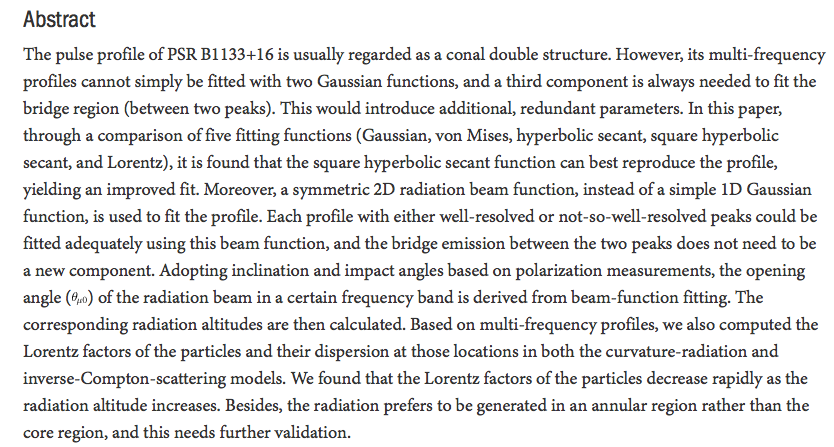 Abstract
The pulse profile of PSR B1133+16 is usually regarded as a conal double structure. However, its multi-frequency
profiles cannot simply be fitted with two Gaussian functions, and a third component is always needed to fit the
bridge region (between two peaks). This would introduce additional, redundant parameters. In this paper,
through a comparison of five fitting functions (Gaussian, von Mises, hyperbolic secant, square hyperbolic
secant, and Lorentz), it is found that the square hyperbolic secant function can best reproduce the profile,
yielding an improved fit. Moreover, a symmetric 2D radiation beam function, instead of a simple 1D Gaussian
function, is used to fit the profile. Each profile with either well-resolved or not-so-well-resolved peaks could be
fitted adequately using this beam function, and the bridge emission between the two peaks does not need to be
a new component. Adopting inclination and impact angles based on polarization measurements, the opening
angle (θμ0) of the radiation beam in a certain frequency band is derived from beam-function fitting. The
corresponding radiation altitudes are then calculated. Based on multi-frequency profiles, we also computed the
Lorentz factors of the particles and their dispersion at those locations in both the curvature-radiation and
inverse-Compton-scattering models. We found that the Lorentz factors of the particles decrease rapidly as the
radiation altitude increases. Besides, the radiation prefers to be generated in an annular region rather than the
core region, and this needs further validation.